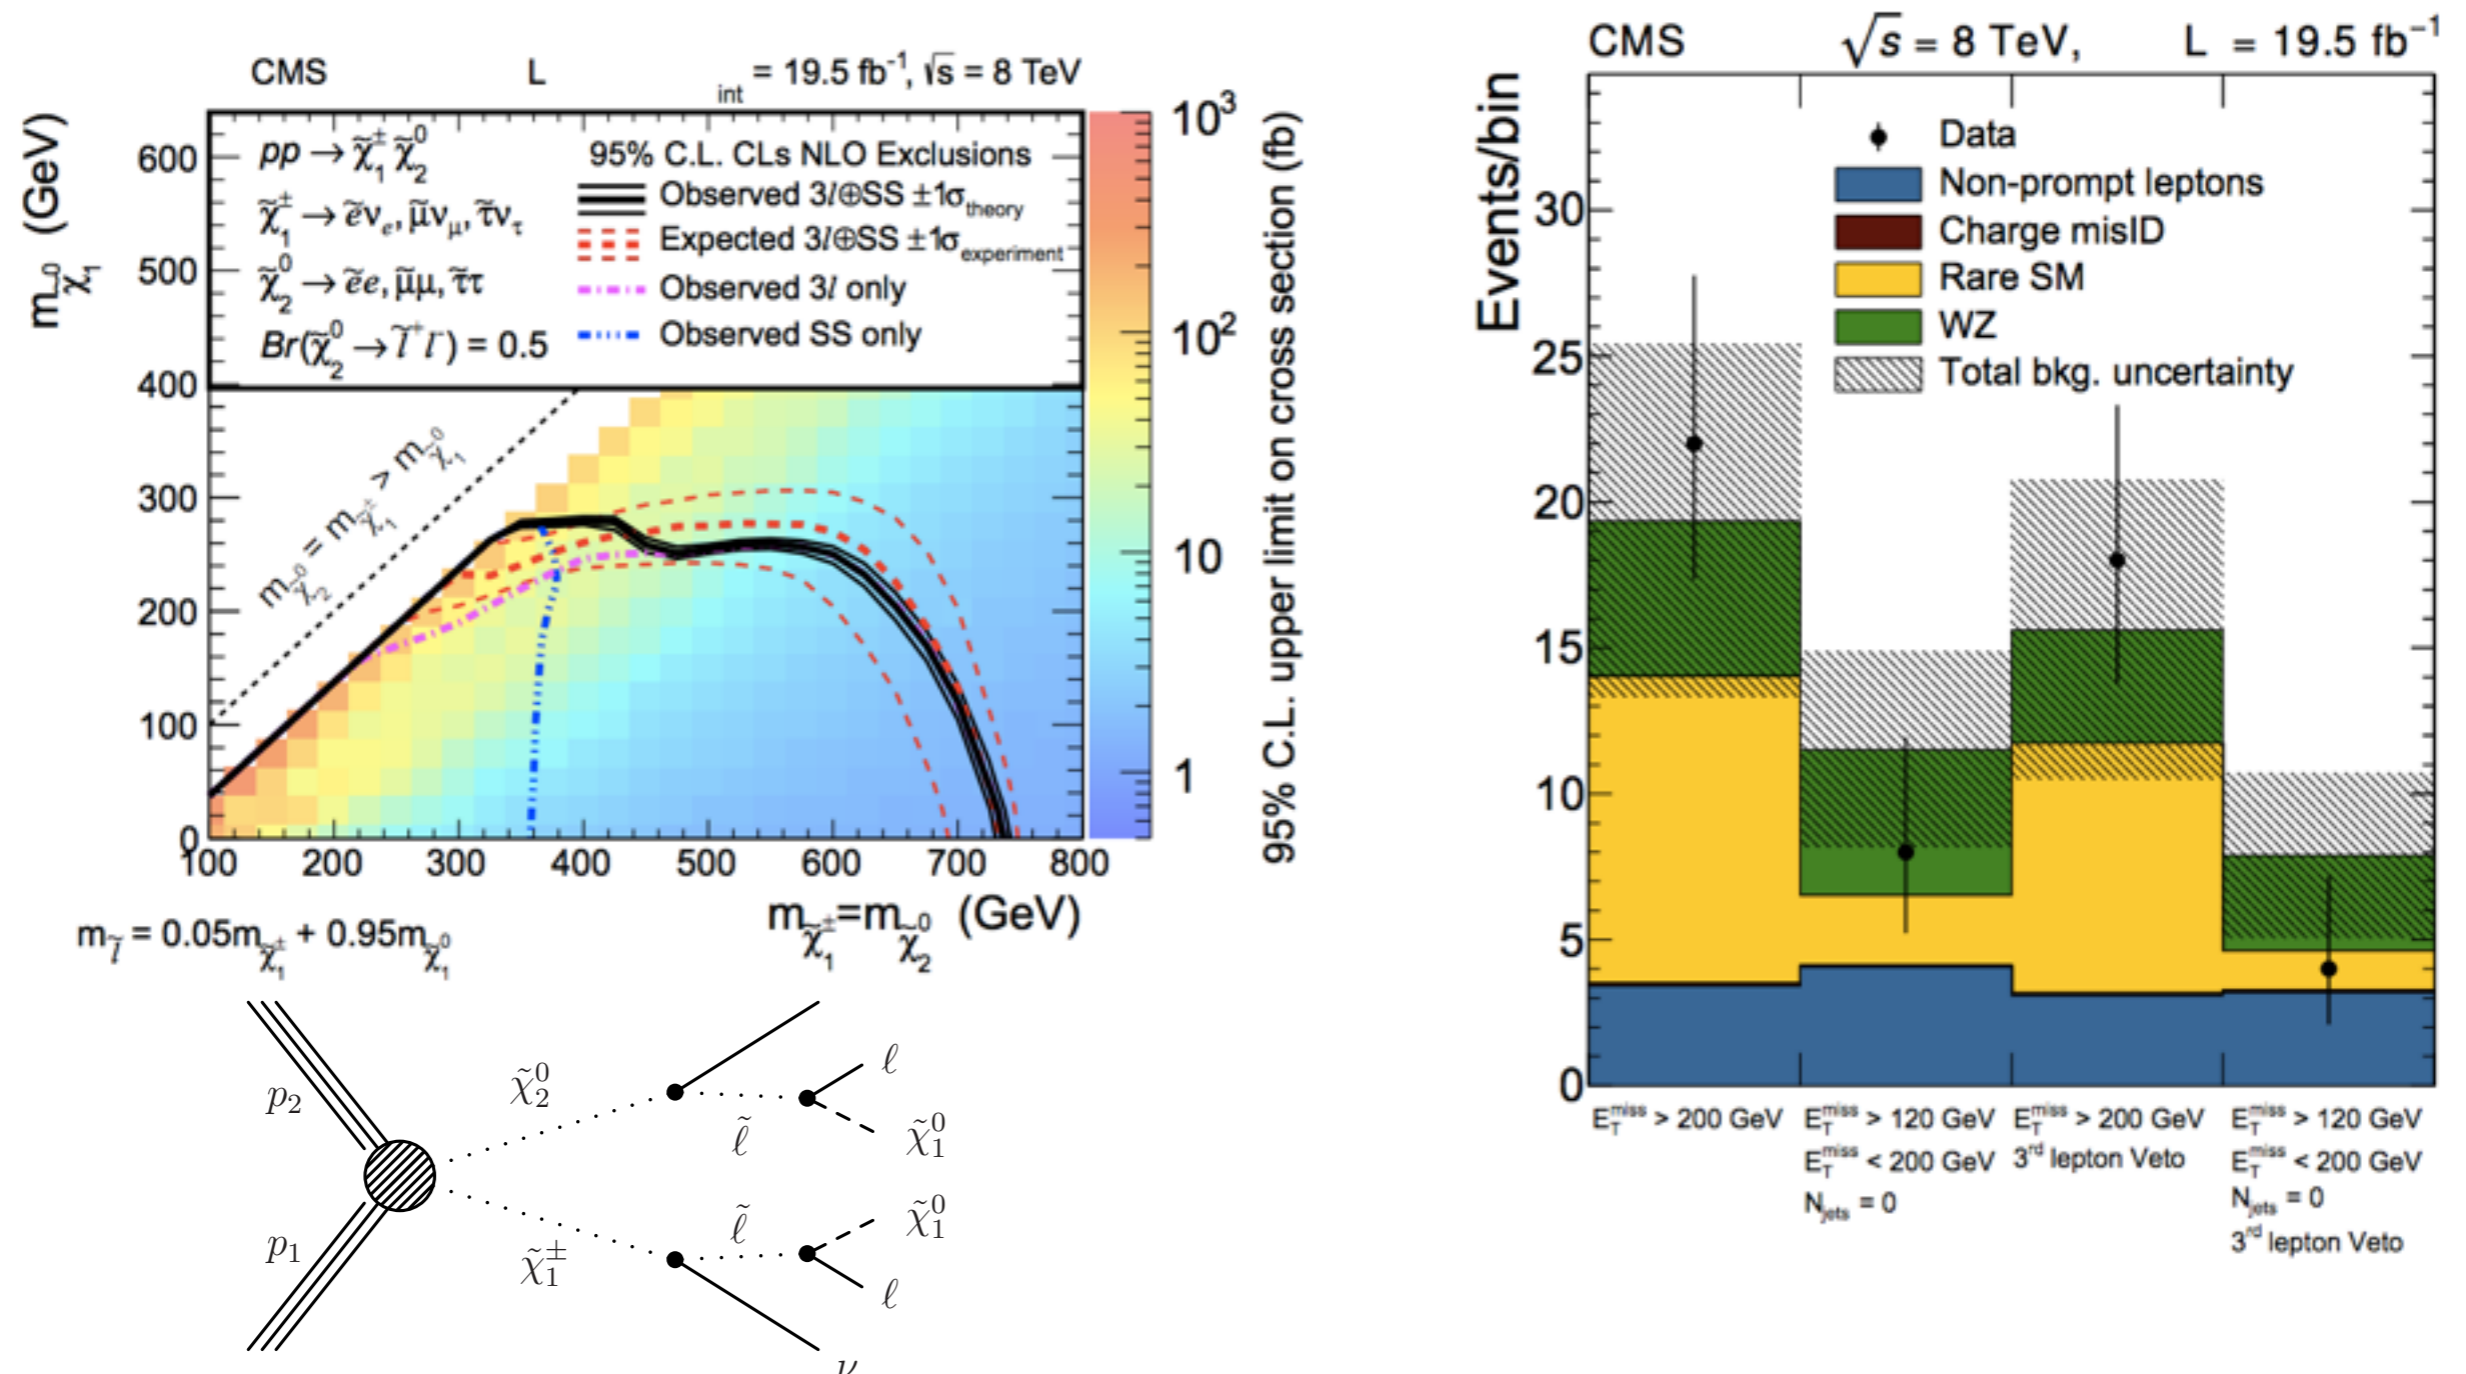 CMS L int = 19.5 fb⁻¹, √s = 8 TeV
m χ̃₁⁰ (GeV)
600
500
400
300
200
100
0
pp → χ̃₁± χ̃₂⁰
χ̃₁± → ẽνₑ, μ̃ν_μ, τ̃ν_τ
χ̃₂⁰ → ẽe, μ̃μ, τ̃τ
Br(χ̃₂⁰ → l̃⁺l⁻) = 0.5
95% C.L. CLs NLO Exclusions
Observed 3l⊕SS ±1σ theory
Expected 3l⊕SS ±1σ experiment
Observed 3l only
Observed SS only
m χ̃₂⁰ = m χ̃₁± > m χ̃₁⁰
100 200 300 400 500 600 700 800
m χ̃₁± = m χ̃₂⁰ (GeV)
m l̃ = 0.05m χ̃₁± + 0.95m χ̃₁⁰
10³
10²
10
1
95% C.L. upper limit on cross section (fb)
p₂
p₁
χ̃₂⁰
χ̃₁±
ℓ̃
ℓ̃
ℓ
χ̃₁⁰
χ̃₁⁰
ℓ
ν
CMS √s = 8 TeV, L = 19.5 fb⁻¹
Events/bin
30
25
20
15
10
5
0
Data
Non-prompt leptons
Charge misID
Rare SM
WZ
Total bkg. uncertainty
E_T^miss > 200 GeV
E_T^miss > 120 GeV
E_T^miss < 200 GeV
N_jets = 0
E_T^miss > 200 GeV
3rd lepton Veto
E_T^miss > 120 GeV
E_T^miss < 200 GeV
N_jets = 0
3rd lepton Veto